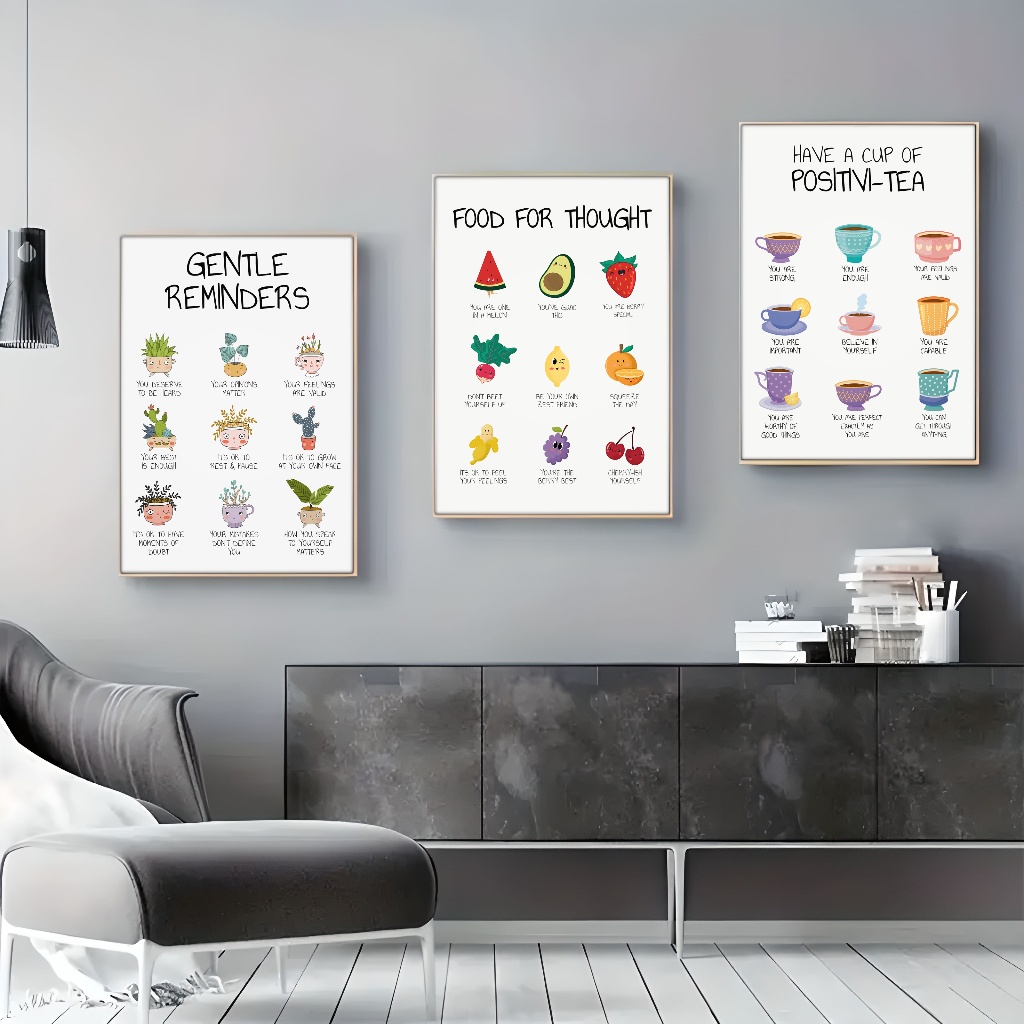 GENTLE
REMINDERS
YOU DESERVE
TO BE HEARD
YOUR OPINIONS
MATTER
YOUR FEELINGS
ARE VALID
YOUR BEST
IS ENOUGH
IT'S OK TO
REST & PAUSE
IT'S OK TO GROW
AT YOUR OWN PACE
IT'S OK TO HAVE
MOMENTS OF
DOUBT
YOUR MISTAKES
DON'T DEFINE
YOU
HOW YOU SPEAK
TO YOURSELF
MATTERS
FOOD FOR THOUGHT
YOU ARE ONE
IN A MELON
YOU'VE GUAC
THIS
YOU ARE BERRY
SPECIAL
DON'T BEET
YOURSELF UP
BE YOUR OWN
ZEST FRIEND
SQUEEZE
THE DAY
IT'S OK TO PEEL
YOUR FEELINGS
YOU'RE THE
BERRY BEST
CHERRY-ISH
YOURSELF
HAVE A CUP OF
POSITIVI-TEA
YOU ARE
STRONG
YOU ARE
ENOUGH
YOUR FEELINGS
ARE VALID
YOU ARE
IMPORTANT
BELIEVE IN
YOURSELF
YOU ARE
CAPABLE
YOU ARE
WORTHY OF
GOOD THINGS
YOU ARE PERFECT
EXACTLY AS
YOU ARE
YOU CAN
GET THROUGH
ANYTHING